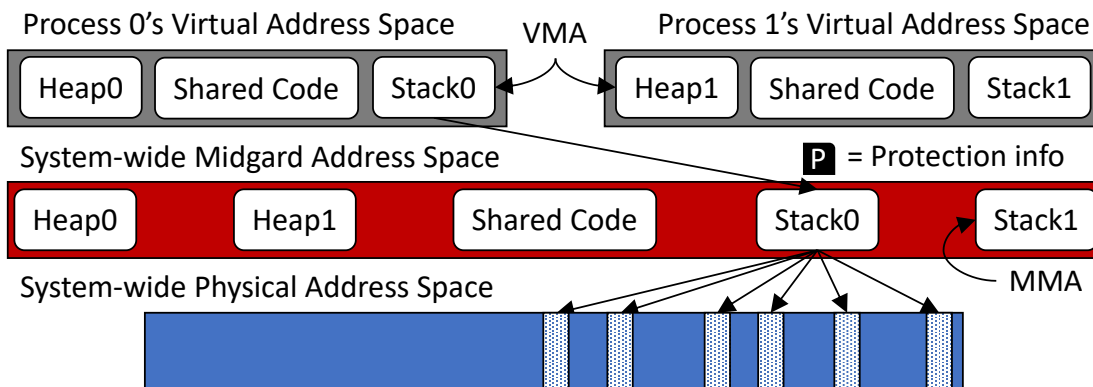 Process 0's Virtual Address Space
VMA
Process 1's Virtual Address Space
Heap0
Shared Code
Stack0
Heap1
Shared Code
Stack1
System-wide Midgard Address Space
P = Protection info
Heap0
Heap1
Shared Code
Stack0
Stack1
System-wide Physical Address Space
MMA